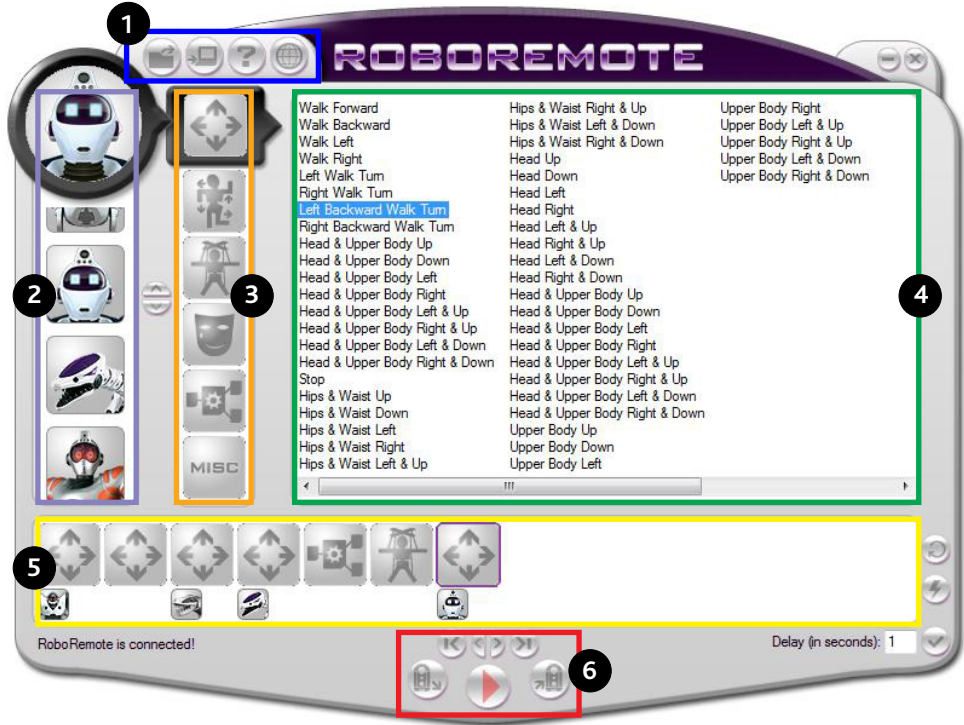 1
ROBOREMOTE
Walk Forward
Walk Backward
Walk Left
Walk Right
Left Walk Turn
Right Walk Turn
Left Backward Walk Turn
Right Backward Walk Turn
Head & Upper Body Up
Head & Upper Body Down
Head & Upper Body Left
Head & Upper Body Right
Head & Upper Body Left & Up
Head & Upper Body Right & Up
Head & Upper Body Left & Down
Head & Upper Body Right & Down
Stop
Hips & Waist Up
Hips & Waist Down
Hips & Waist Left
Hips & Waist Right
Hips & Waist Left & Up
Hips & Waist Right & Up
Hips & Waist Left & Down
Hips & Waist Right & Down
Head Up
Head Down
Head Left
Head Right
Head Left & Up
Head Right & Up
Head Left & Down
Head Right & Down
Head & Upper Body Up
Head & Upper Body Down
Head & Upper Body Left
Head & Upper Body Right
Head & Upper Body Left & Up
Head & Upper Body Right & Up
Head & Upper Body Left & Down
Head & Upper Body Right & Down
Upper Body Up
Upper Body Down
Upper Body Left
Upper Body Right
Upper Body Left & Up
Upper Body Right & Up
Upper Body Left & Down
Upper Body Right & Down
2
3
4
MISC
5
RoboRemote is connected!
Delay (in seconds): 1
6